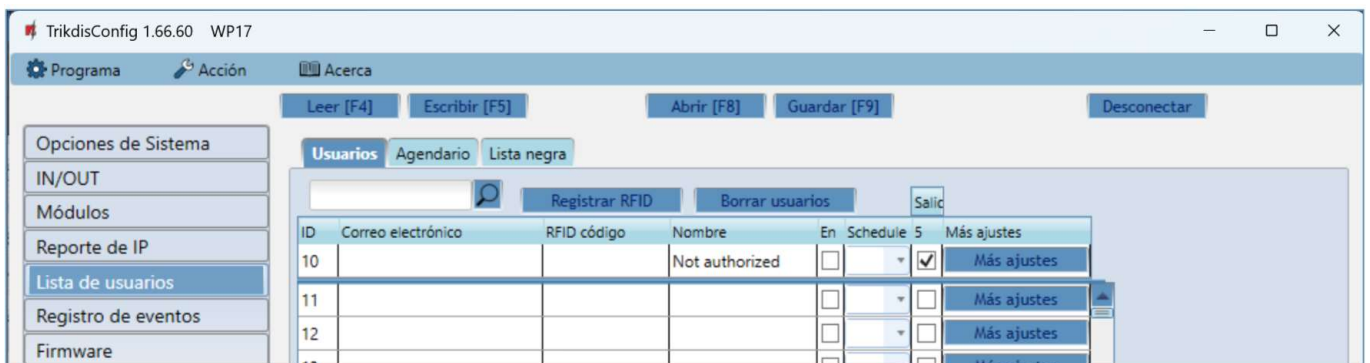 TrikdisConfig 1.66.60 WP17
Programa Acción Acerca
Leer [F4] Escribir [F5] Abrir [F8] Guardar [F9] Desconectar
Opciones de Sistema
IN/OUT
Módulos
Reporte de IP
Lista de usuarios
Registro de eventos
Firmware
Usuarios Agendario Lista negra
Registrar RFID Borrar usuarios Salic
ID Correo electrónico RFID código Nombre En Schedule 5 Más ajustes
10 Not authorized Más ajustes
11 Más ajustes
12 Más ajustes